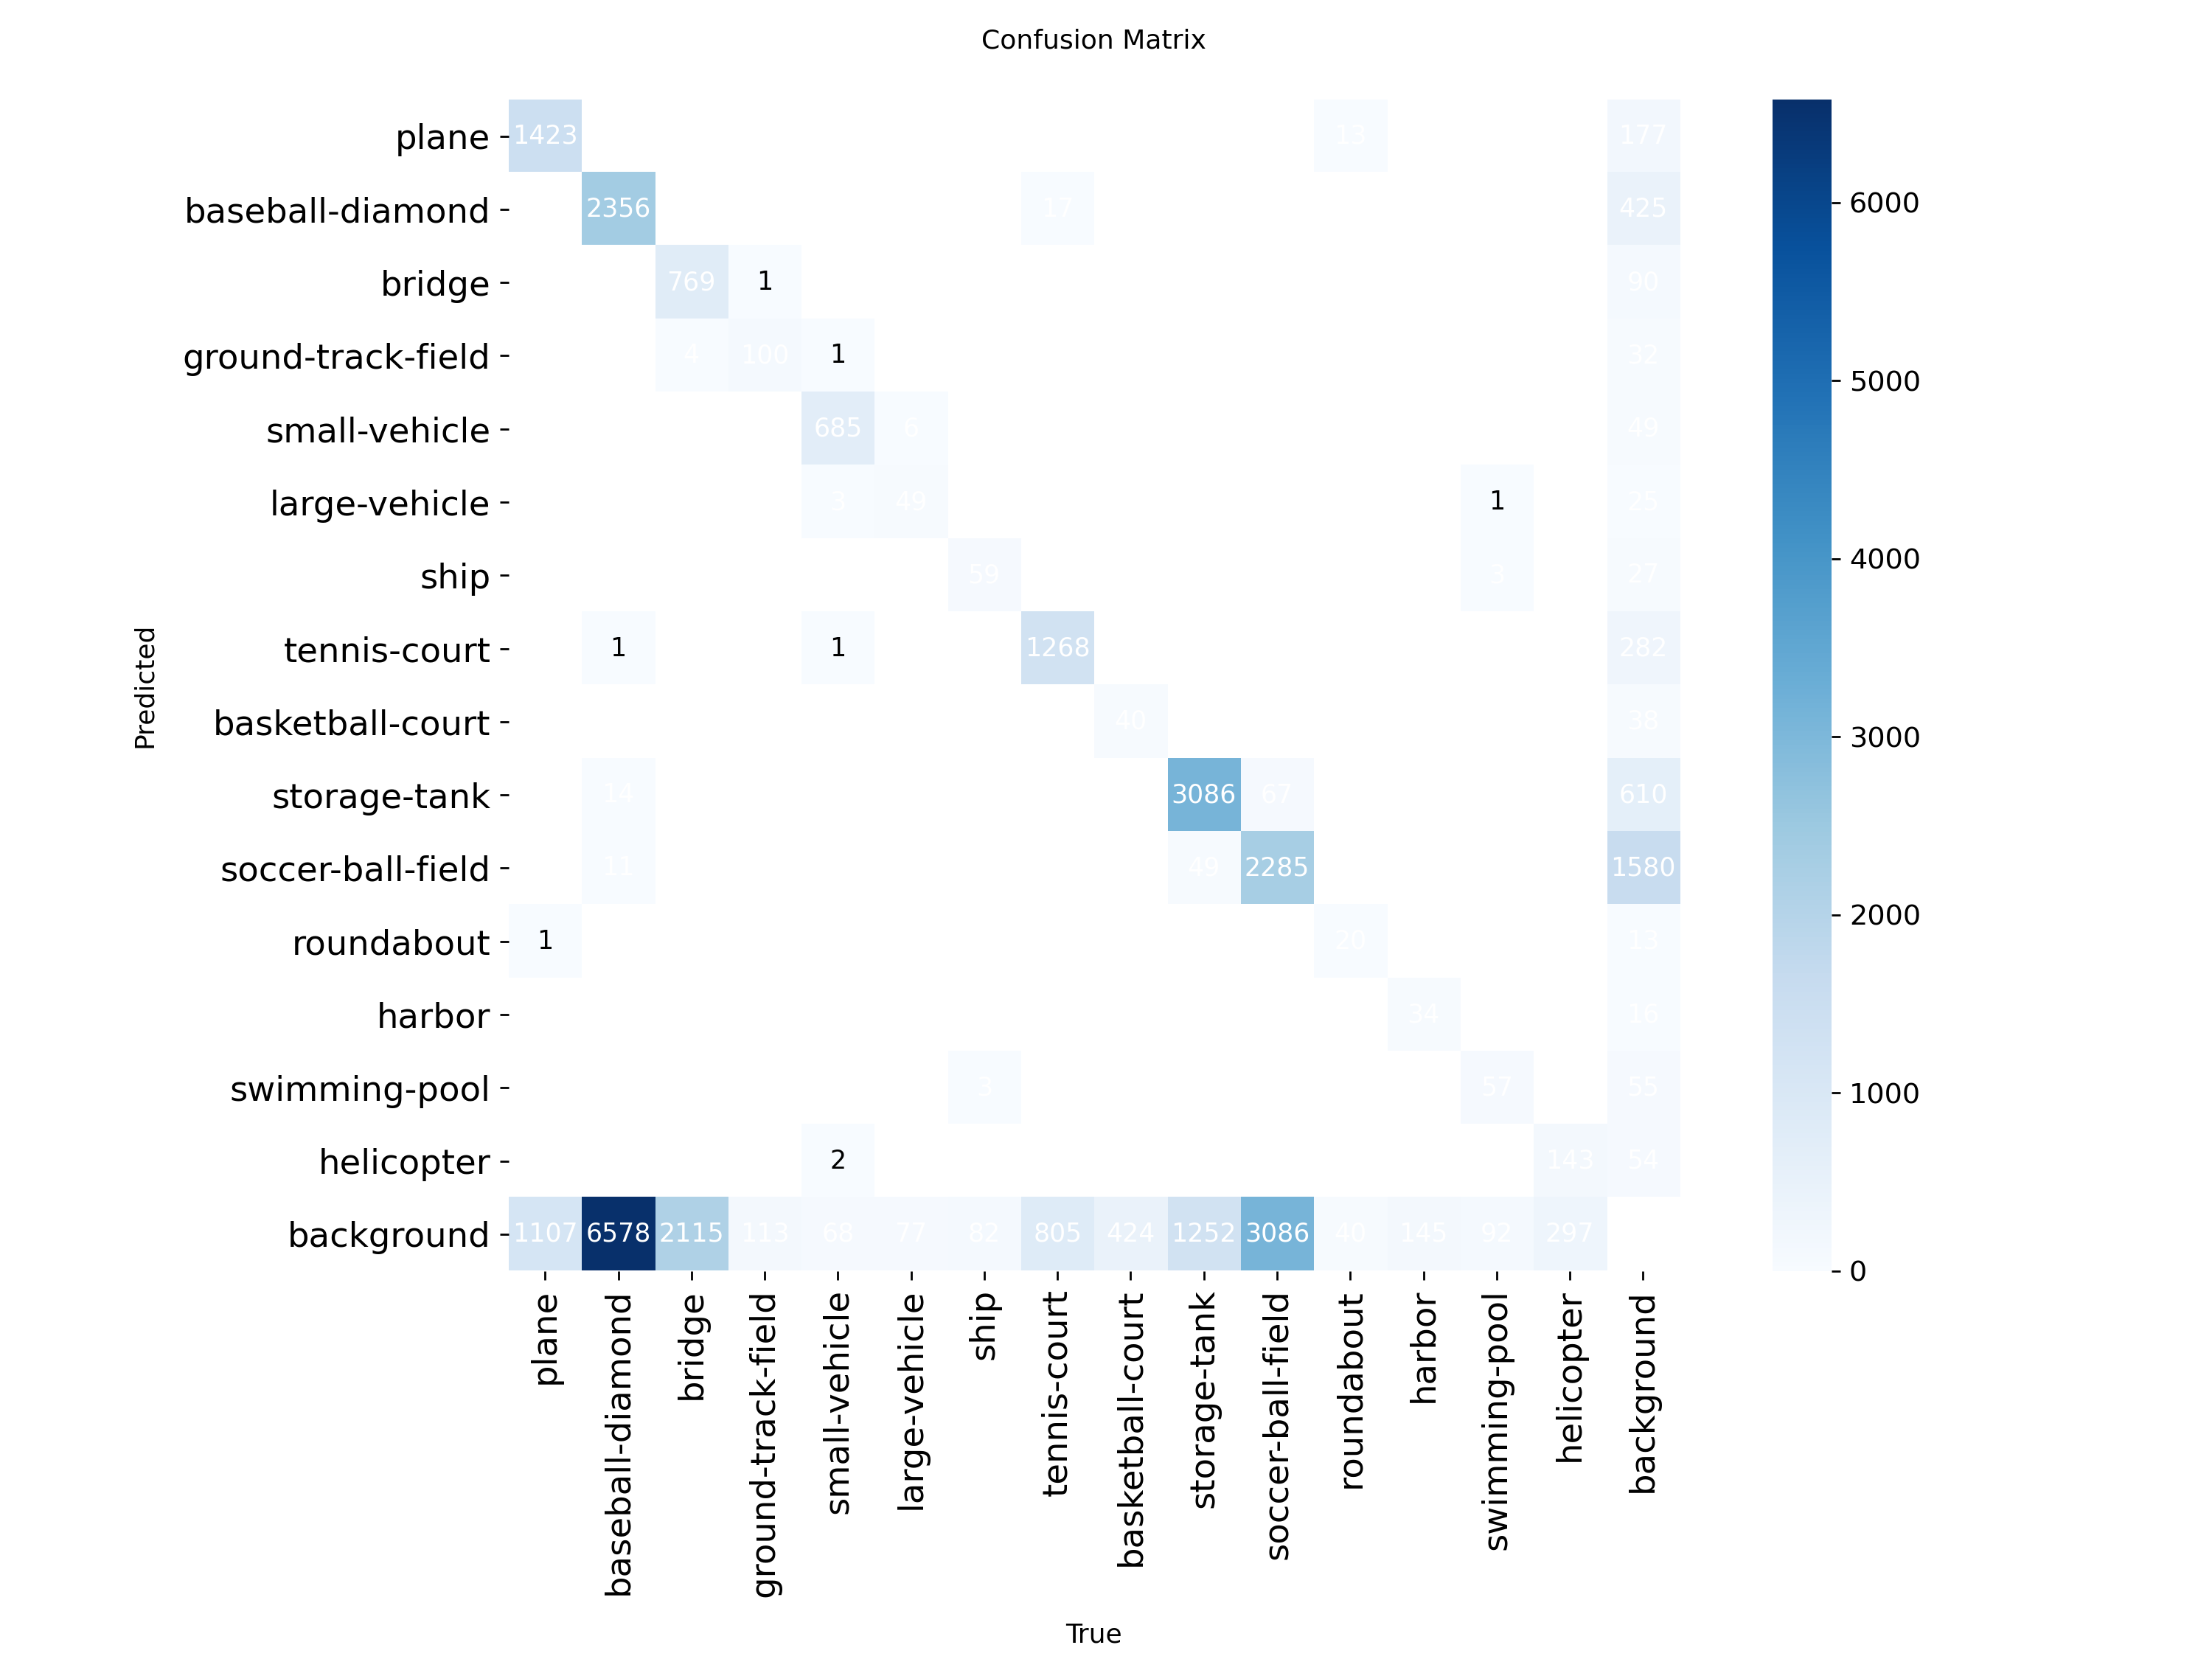 Confusion Matrix
plane 1423 13 177
baseball-diamond 2356 17 425
bridge 769 1 90
ground-track-field 4 100 1 32
small-vehicle 685 6 49
large-vehicle 3 49 1 25
ship 59 3 27
tennis-court 1 1 1268 282
basketball-court 40 38
storage-tank 14 3086 67 610
soccer-ball-field 11 49 2285 1580
roundabout 1 20 13
harbor 34 16
swimming-pool 3 57 55
helicopter 2 143 54
background 1107 6578 2115 113 68 77 82 805 424 1252 3086 40 145 92 297
Predicted
plane
baseball-diamond
bridge
ground-track-field
small-vehicle
large-vehicle
ship
tennis-court
basketball-court
storage-tank
soccer-ball-field
roundabout
harbor
swimming-pool
helicopter
background
True
6000
5000
4000
3000
2000
1000
0